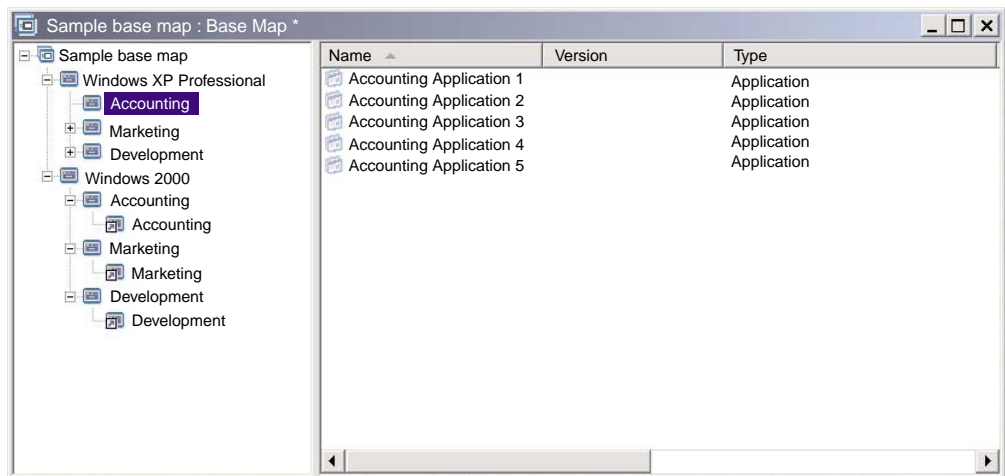 Sample base map : Base Map *
Sample base map
Windows XP Professional
Accounting
Marketing
Development
Windows 2000
Accounting
Accounting
Marketing
Marketing
Development
Development
Name Version Type
Accounting Application 1 Application
Accounting Application 2 Application
Accounting Application 3 Application
Accounting Application 4 Application
Accounting Application 5 Application